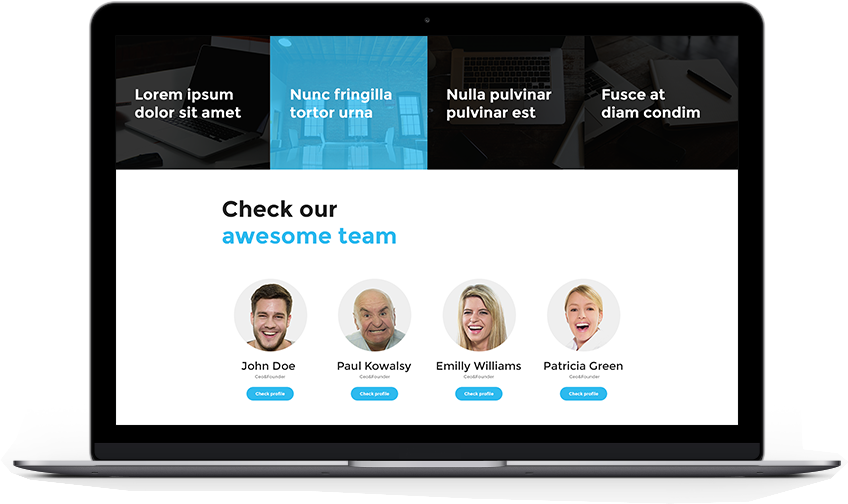 Lorem ipsum
dolor sit amet
Nunc fringilla
tortor urna
Nulla pulvinar
pulvinar est
Fusce at
diam condim
Check our
awesome team
John Doe
Paul Kowalsy
Emilly Williams
Patricia Green
Ceo&Founder
Ceo&Founder
Ceo&Founder
Ceo&Founder
Check profile
Check profile
Check profile
Check profile